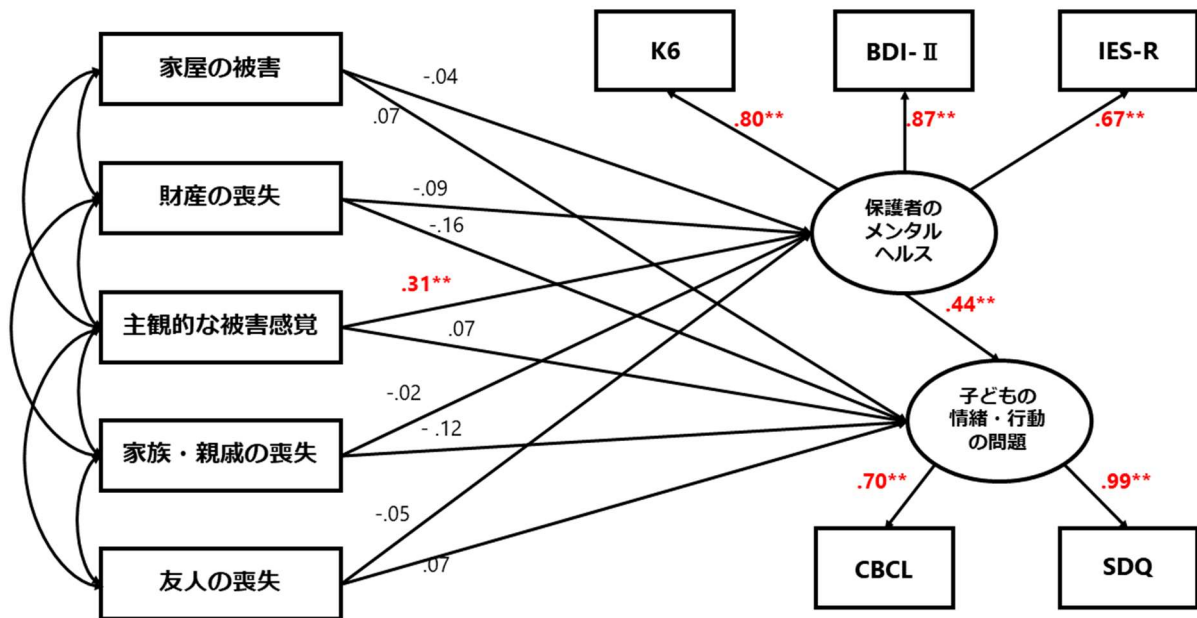 K6
BDI-Ⅱ
IES-R
家屋の被害
-.04
.07
.80**
.87**
.67**
財産の喪失
-.09
-.16
保護者の
メンタル
ヘルス
主観的な被害感覚
.31**
.07
.44**
家族・親戚の喪失
-.02
- .12
子どもの
情緒・行動
の問題
.70**
.99**
友人の喪失
-.05
.07
CBCL
SDQ